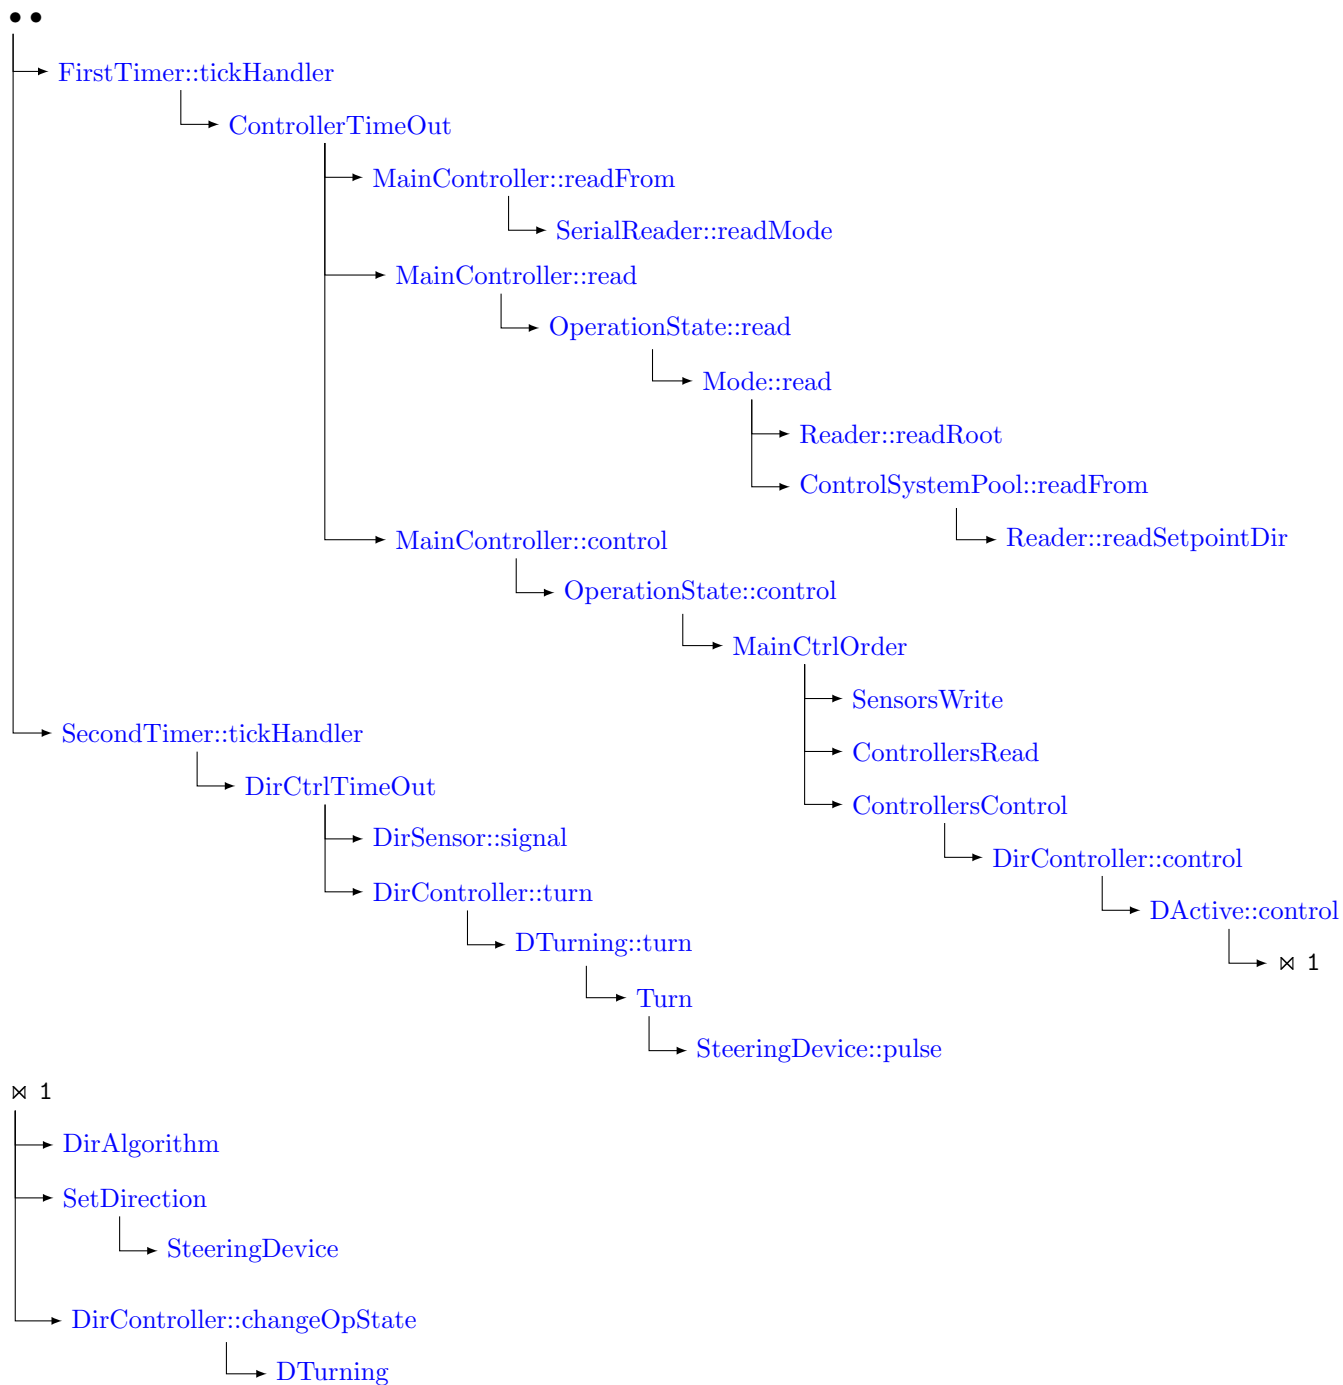 FirstTimer::tickHandler
ControllerTimeOut
MainController::readFrom
SerialReader::readMode
MainController::read
OperationState::read
Mode::read
Reader::readRoot
ControlSystemPool::readFrom
Reader::readSetpointDir
MainController::control
OperationState::control
MainCtrlOrder
SensorsWrite
ControllersRead
ControllersControl
DirController::control
DActive::control
⋈ 1
SecondTimer::tickHandler
DirCtrlTimeOut
DirSensor::signal
DirController::turn
DTurning::turn
Turn
SteeringDevice::pulse
⋈ 1
DirAlgorithm
SetDirection
SteeringDevice
DirController::changeOpState
DTurning